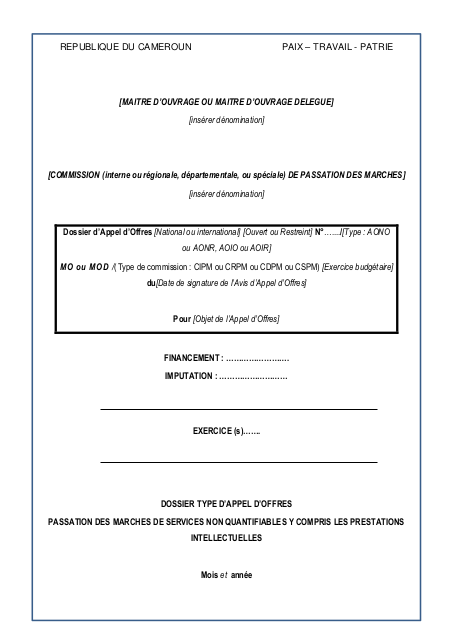 REPUBLIQUE DU CAMEROUN PAIX – TRAVAIL - PATRIE
[MAITRE D'OUVRAGE OU MAITRE D'OUVRAGE DELEGUE]
[insérer dénomination]
[COMMISSION (interne ou régionale, départementale, ou spéciale) DE PASSATION DES MARCHES]
[insérer dénomination]
Dossier d'Appel d'Offres [National ou international] [Ouvert ou Restreint] N°……/[Type : AONO
ou AONR, AOIO ou AOIR]
MO ou MOD /( Type de commission : CIPM ou CRPM ou CDPM ou CSPM) [Exercice budgétaire]
du[Date de signature de l'Avis d'Appel d'Offres]
Pour [Objet de l'Appel d'Offres]
FINANCEMENT : ………………….
IMPUTATION : ……………………
EXERCICE (s)…….
DOSSIER TYPE D'APPEL D'OFFRES
PASSATION DES MARCHES DE SERVICES NON QUANTIFIABLES Y COMPRIS LES PRESTATIONS
INTELLECTUELLES
Mois et année